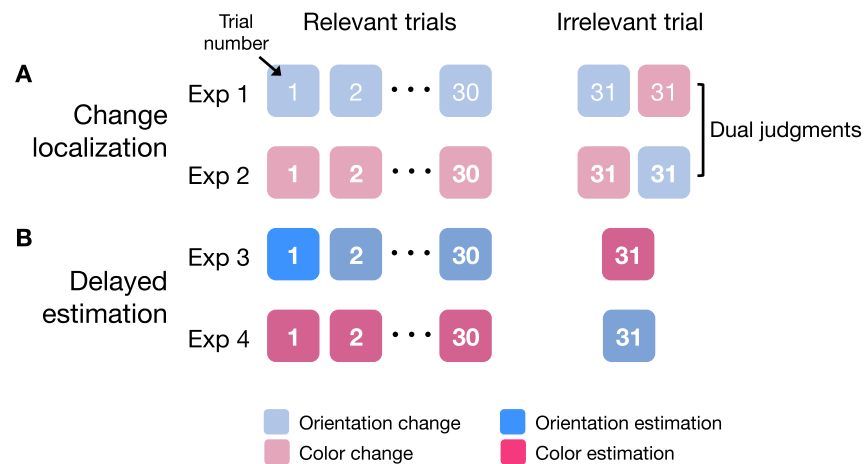 Trial
number
Relevant trials
Irrelevant trial
A
Change
localization
Exp 1
1 2 ... 30
31 31
Dual judgments
Exp 2
1 2 ... 30
31 31
B
Delayed
estimation
Exp 3
1 2 ... 30
31
Exp 4
1 2 ... 30
31
Orientation change
Orientation estimation
Color change
Color estimation